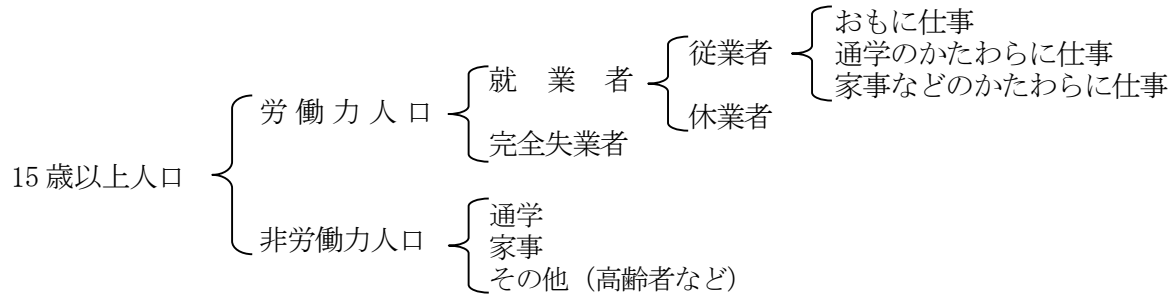 おもに仕事
従業者
通学のかたわらに仕事
家事などのかたわらに仕事
就業者
労働力人口
休業者
完全失業者
15歳以上人口
通学
非労働力人口
家事
その他（高齢者など）